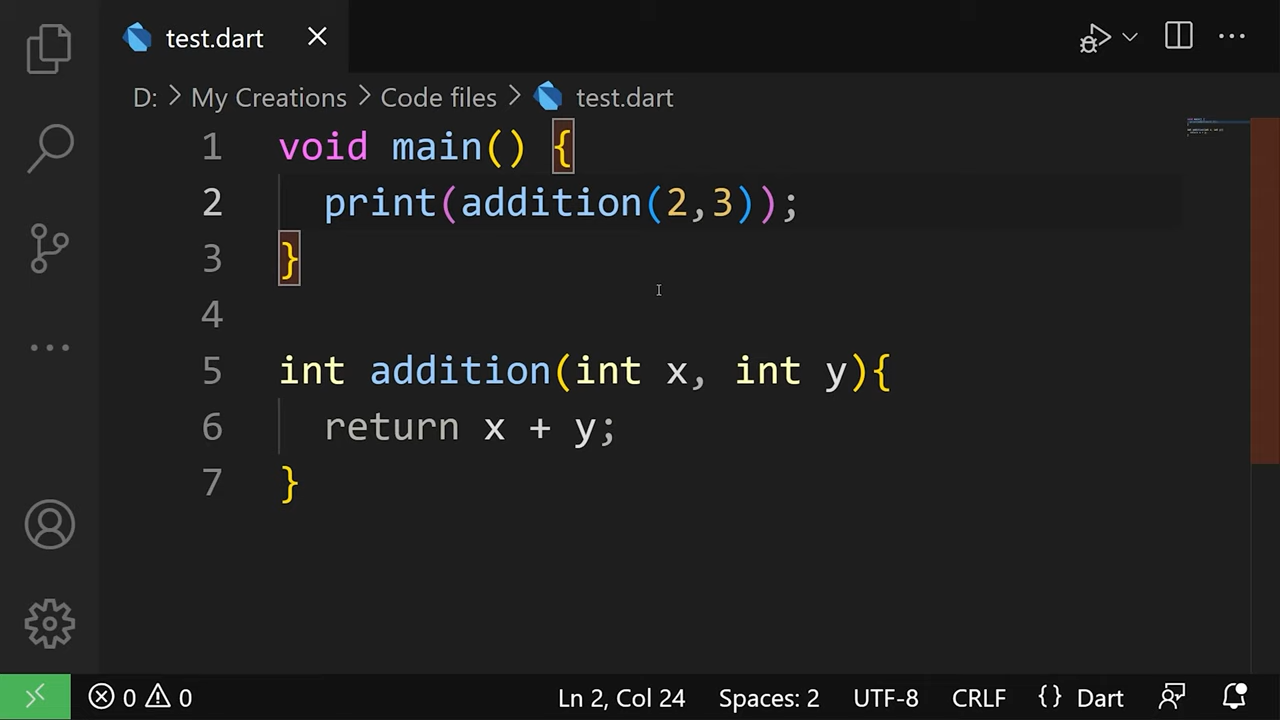 test.dart
D: > My Creations > Code files > test.dart
1 void main() {
2 print(addition(2,3));
3 }
4
5 int addition(int x, int y){
6 return x + y;
7 }
0 0 Ln 2, Col 24 Spaces: 2 UTF-8 CRLF {} Dart